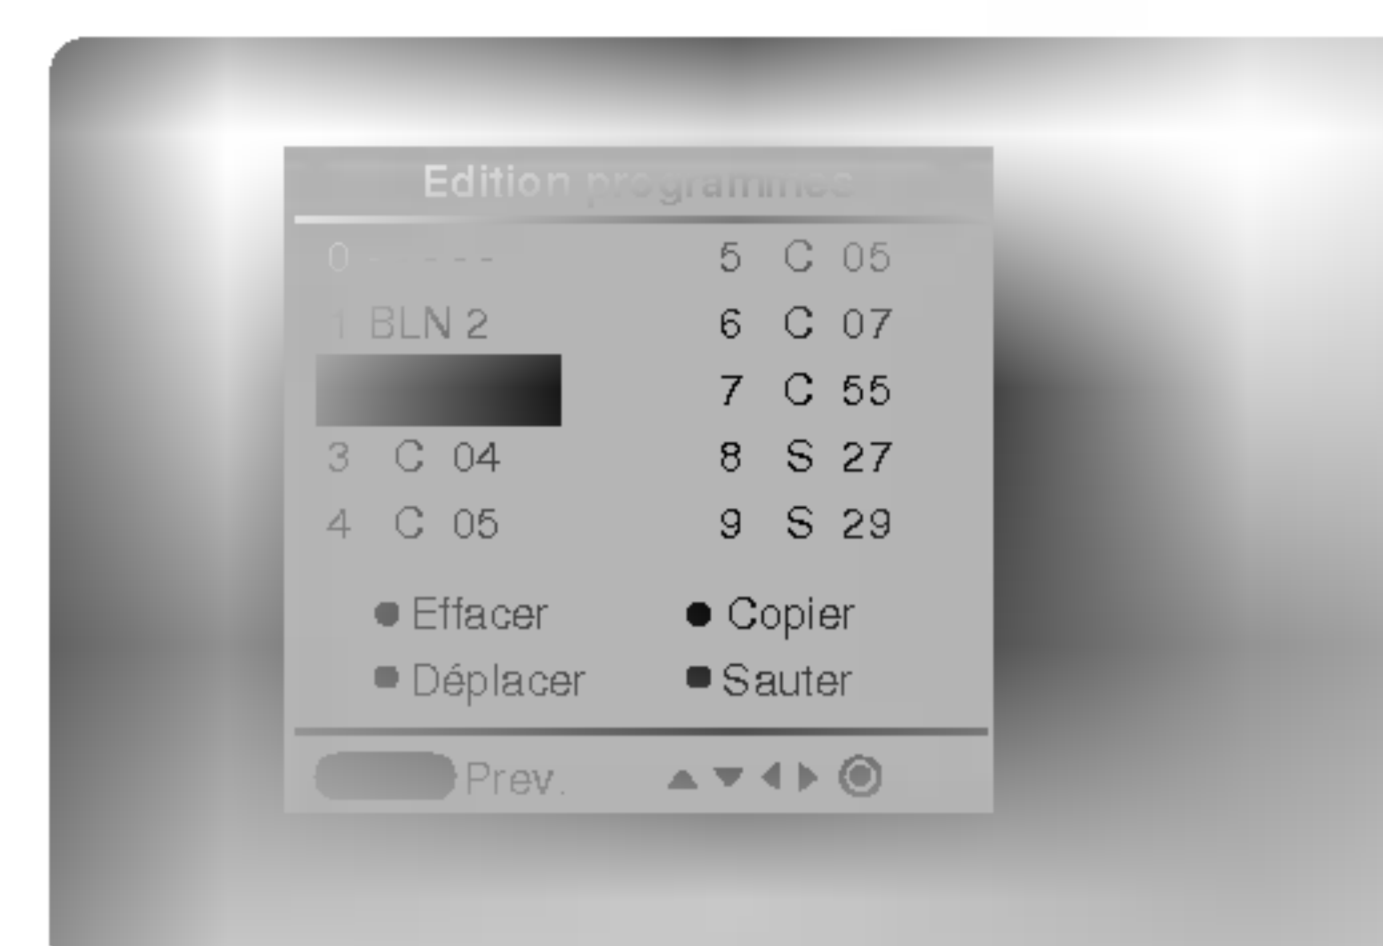 Edition programmes
0 - - - - -
1 BLN 2
3 C 04
4 C 05
5 C 05
6 C 07
7 C 55
8 S 27
9 S 29
Effacer
Copier
Déplacer
Sauter
Prev.